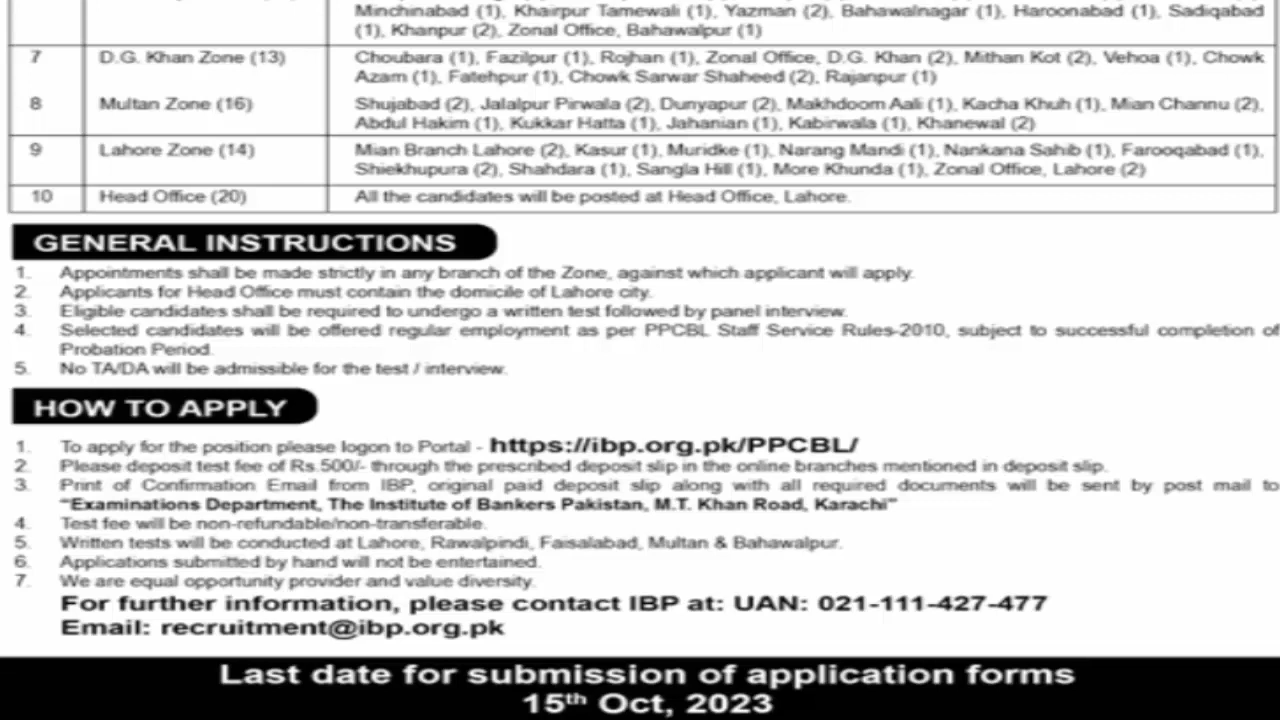 Minchinabad (1), Khairpur Tamewali (1), Yazman (2), Bahawalnagar (1), Haroonabad (1), Sadiqabad
(1), Khanpur (2), Zonal Office, Bahawalpur (1)
7 D.G. Khan Zone (13) Choubara (1), Fazilpur (1), Rojhan (1), Zonal Office, D.G. Khan (2), Mithan Kot (2), Vehoa (1), Chowk
Azam (1), Fatehpur (1), Chowk Sarwar Shaheed (2), Rajanpur (1)
8 Multan Zone (16) Shujabad (2), Jalalpur Pirwala (2), Dunyapur (2), Makhdoom Aali (1), Kacha Khuh (1), Mian Channu (2),
Abdul Hakim (1), Kukkar Hatta (1), Jahanian (1), Kabirwala (1), Khanewal (2)
9 Lahore Zone (14) Mian Branch Lahore (2), Kasur (1), Muridke (1), Narang Mandi (1), Nankana Sahib (1), Farooqabad (1),
Shiekhupura (2), Shahdara (1), Sangla Hill (1), More Khunda (1), Zonal Office, Lahore (2)
10 Head Office (20) All the candidates will be posted at Head Office, Lahore.
GENERAL INSTRUCTIONS
1. Appointments shall be made strictly in any branch of the Zone, against which applicant will apply.
2. Applicants for Head Office must contain the domicile of Lahore city.
3. Eligible candidates shall be required to undergo a written test followed by panel interview.
4. Selected candidates will be offered regular employment as per PPCBL Staff Service Rules-2010, subject to successful completion of
Probation Period.
5. No TA/DA will be admissible for the test / interview.
HOW TO APPLY
1. To apply for the position please logon to Portal - https://ibp.org.pk/PPCBL/
2. Please deposit test fee of Rs.500/- through the prescribed deposit slip in the online branches mentioned in deposit slip.
3. Print of Confirmation Email from IBP, original paid deposit slip along with all required documents will be sent by post mail to
"Examinations Department, The Institute of Bankers Pakistan, M.T. Khan Road, Karachi"
4. Test fee will be non-refundable/non-transferable.
5. Written tests will be conducted at Lahore, Rawalpindi, Faisalabad, Multan & Bahawalpur.
6. Applications submitted by hand will not be entertained.
7. We are equal opportunity provider and value diversity.
For further information, please contact IBP at: UAN: 021-111-427-477
Email: recruitment@ibp.org.pk
Last date for submission of application forms
15th Oct, 2023